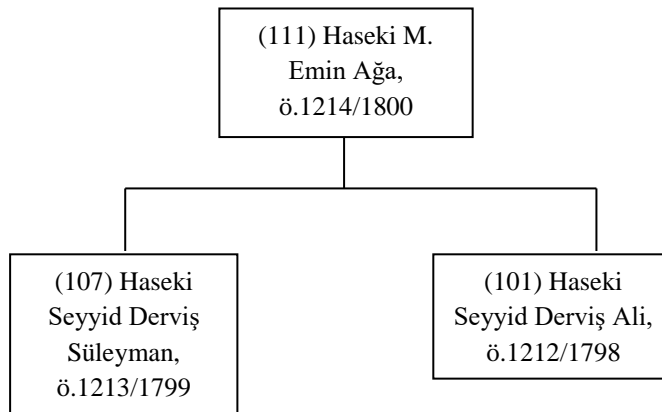 (111) Haseki M.
Emin Ağa,
ö.1214/1800
(107) Haseki
Seyyid Derviş
Süleyman,
ö.1213/1799
(101) Haseki
Seyyid Derviş Ali,
ö.1212/1798